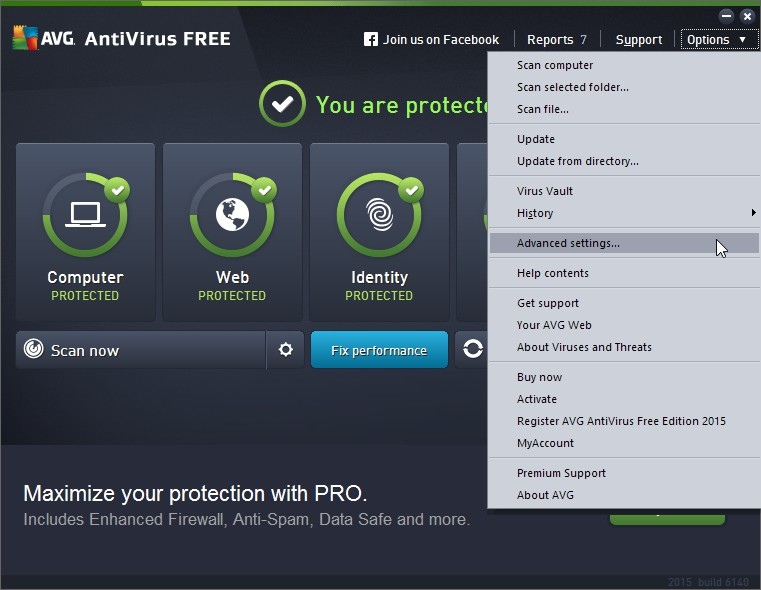 AVG. AntiVirus FREE
Join us on Facebook
Reports 7
Support
Options
You are protecte
Computer
PROTECTED
Web
PROTECTED
Identity
PROTECTED
Scan now
Fix performance
Scan computer
Scan selected folder...
Scan file...
Update
Update from directory...
Virus Vault
History
Advanced settings...
Help contents
Get support
Your AVG Web
About Viruses and Threats
Buy now
Activate
Register AVG AntiVirus Free Edition 2015
MyAccount
Premium Support
About AVG
Maximize your protection with PRO.
Includes Enhanced Firewall, Anti-Spam, Data Safe and more.
2015 build 6140